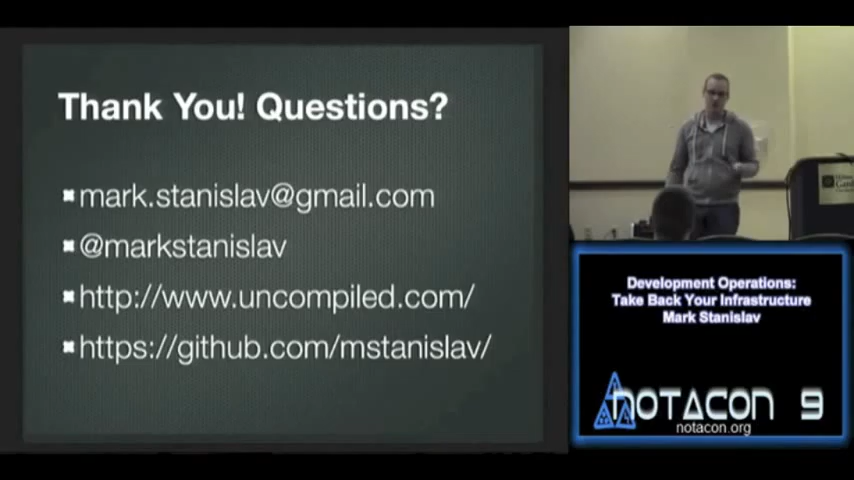 Thank You! Questions?
mark.stanislav@gmail.com
@markstanislav
http://www.uncompiled.com/
https://github.com/mstanislav/
Development Operations:
Take Back Your Infrastructure
Mark Stanislav
NOTACON 9
notacon.org